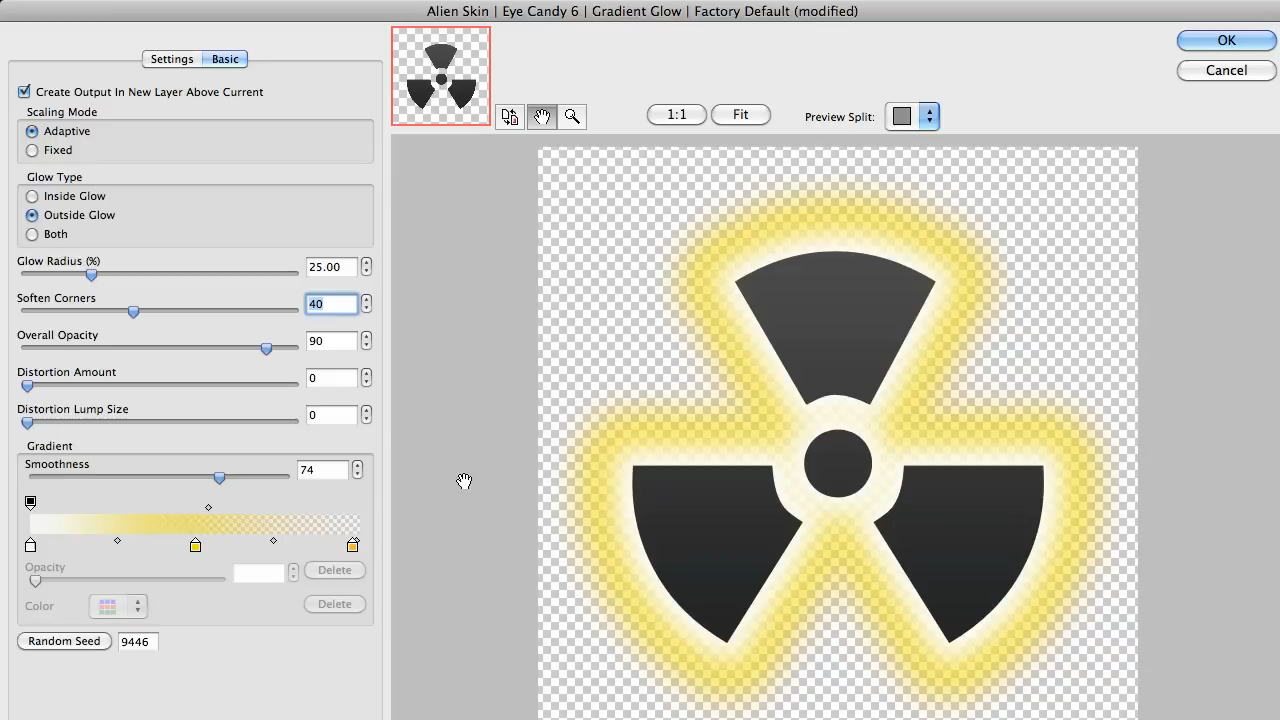 Alien Skin | Eye Candy 6 | Gradient Glow | Factory Default (modified)
Settings Basic
OK
Cancel
Create Output In New Layer Above Current
Scaling Mode
Adaptive
Fixed
1:1 Fit Preview Split:
Glow Type
Inside Glow
Outside Glow
Both
Glow Radius (%)
25.00
Soften Corners
40
Overall Opacity
90
Distortion Amount
0
Distortion Lump Size
0
Gradient
Smoothness
74
Opacity
Delete
Color
Delete
Random Seed 9446